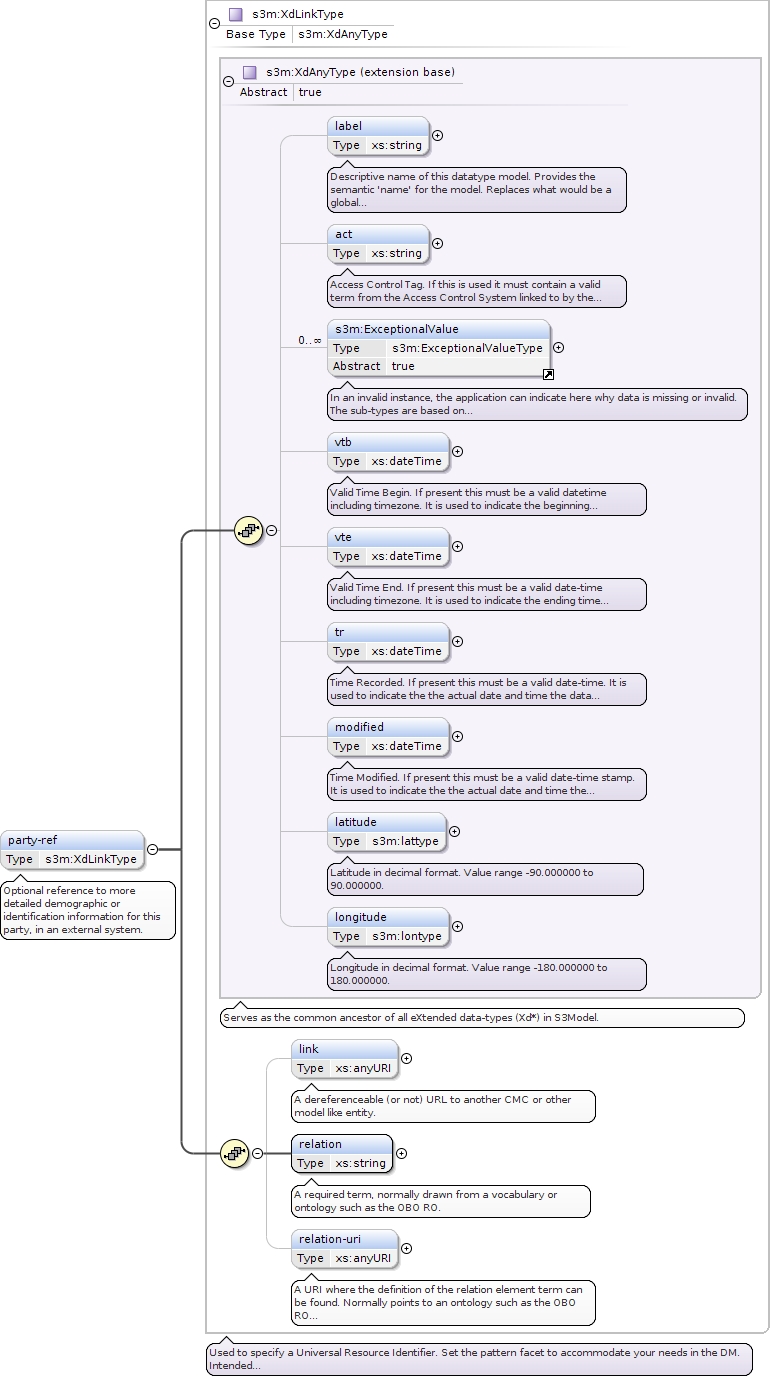 s3m:XdLinkType
Base Type s3m:XdAnyType
s3m:XdAnyType (extension base)
Abstract true
label
Type xs:string
Descriptive name of this datatype model. Provides the
semantic 'name' for the model. Replaces what would be a
global...
act
Type xs:string
Access Control Tag. If this is used it must contain a valid
term from the Access Control System linked to by the...
0..∞
s3m:ExceptionalValue
Type s3m:ExceptionalValueType
Abstract true
In an invalid instance, the application can indicate here why data is missing or invalid.
The sub-types are based on...
vtb
Type xs:dateTime
Valid Time Begin. If present this must be a valid datetime
including timezone. It is used to indicate the beginning...
vte
Type xs:dateTime
Valid Time End. If present this must be a valid date-time
including timezone. It is used to indicate the ending time...
tr
Type xs:dateTime
Time Recorded. If present this must be a valid date-time. It is
used to indicate the the actual date and time the data...
modified
Type xs:dateTime
Time Modified. If present this must be a valid date-time stamp.
It is used to indicate the the actual date and time the...
latitude
Type s3m:lattype
Latitude in decimal format. Value range -90.000000 to
90.000000.
longitude
Type s3m:lontype
Longitude in decimal format. Value range -180.000000 to
180.000000.
Serves as the common ancestor of all eXtended data-types (Xd*) in S3Model.
party-ref
Type s3m:XdLinkType
Optional reference to more
detailed demographic or
identification information for this
party, in an external system.
link
Type xs:anyURI
A dereferenceable (or not) URL to another CMC or other
model like entity.
relation
Type xs:string
A required term, normally drawn from a vocabulary or
ontology such as the OBO RO.
relation-uri
Type xs:anyURI
A URI where the definition of the relation element term can
be found. Normally points to an ontology such as the OBO
RO...
Used to specify a Universal Resource Identifier. Set the pattern facet to accommodate your needs in the DM.
Intended...